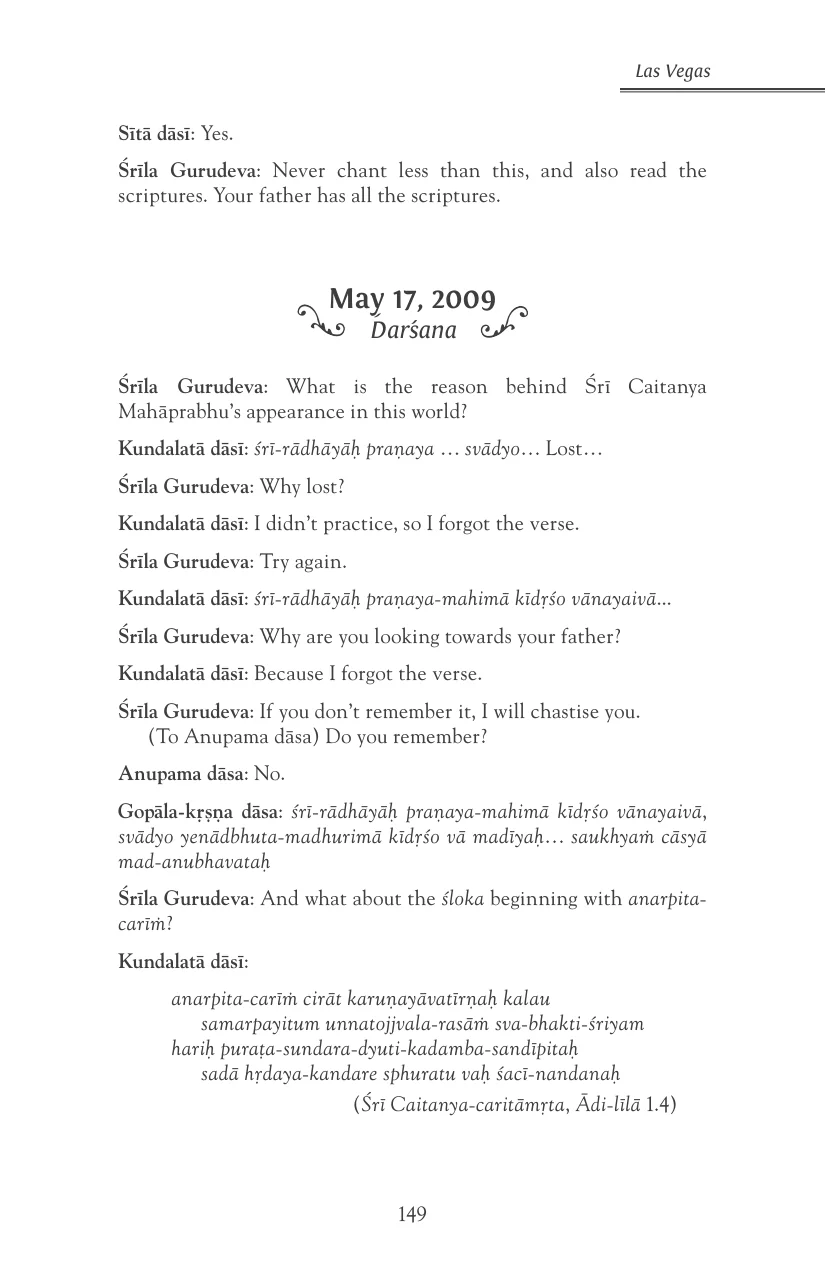 Las Vegas
Sītā dāsī: Yes.
Śrīla Gurudeva: Never chant less than this, and also read the
scriptures. Your father has all the scriptures.
May 17, 2009
Darśana
Śrīla Gurudeva: What is the reason behind Śrī Caitanya
Mahāprabhu’s appearance in this world?
Kundalatā dāsī: śrī-rādhāyāḥ praṇaya … svādyo… Lost…
Śrīla Gurudeva: Why lost?
Kundalatā dāsī: I didn’t practice, so I forgot the verse.
Śrīla Gurudeva: Try again.
Kundalatā dāsī: śrī-rādhāyāḥ praṇaya-mahimā kīdṛśo vānayaivā...
Śrīla Gurudeva: Why are you looking towards your father?
Kundalatā dāsī: Because I forgot the verse.
Śrīla Gurudeva: If you don’t remember it, I will chastise you.
(To Anupama dāsa) Do you remember?
Anupama dāsa: No.
Gopāla-kṛṣṇa dāsa: śrī-rādhāyāḥ praṇaya-mahimā kīdṛśo vānayaivā,
svādyo yenādbhuta-madhurimā kīdṛśo vā madīyaḥ… saukhyaṁ cāsyā
mad-anubhavataḥ
Śrīla Gurudeva: And what about the śloka beginning with anarpita-
carīṁ?
Kundalatā dāsī:
anarpita-carīṁ cirāt karuṇayāvatīrṇaḥ kalau
samarpayitum unnatojjvala-rasāṁ sva-bhakti-śriyam
hariḥ puraṭa-sundara-dyuti-kadamba-sandīpitaḥ
sadā hṛdaya-kandare sphuratu vaḥ śacī-nandanaḥ
(Śrī Caitanya-caritāmṛta, Ādi-līlā 1.4)
149